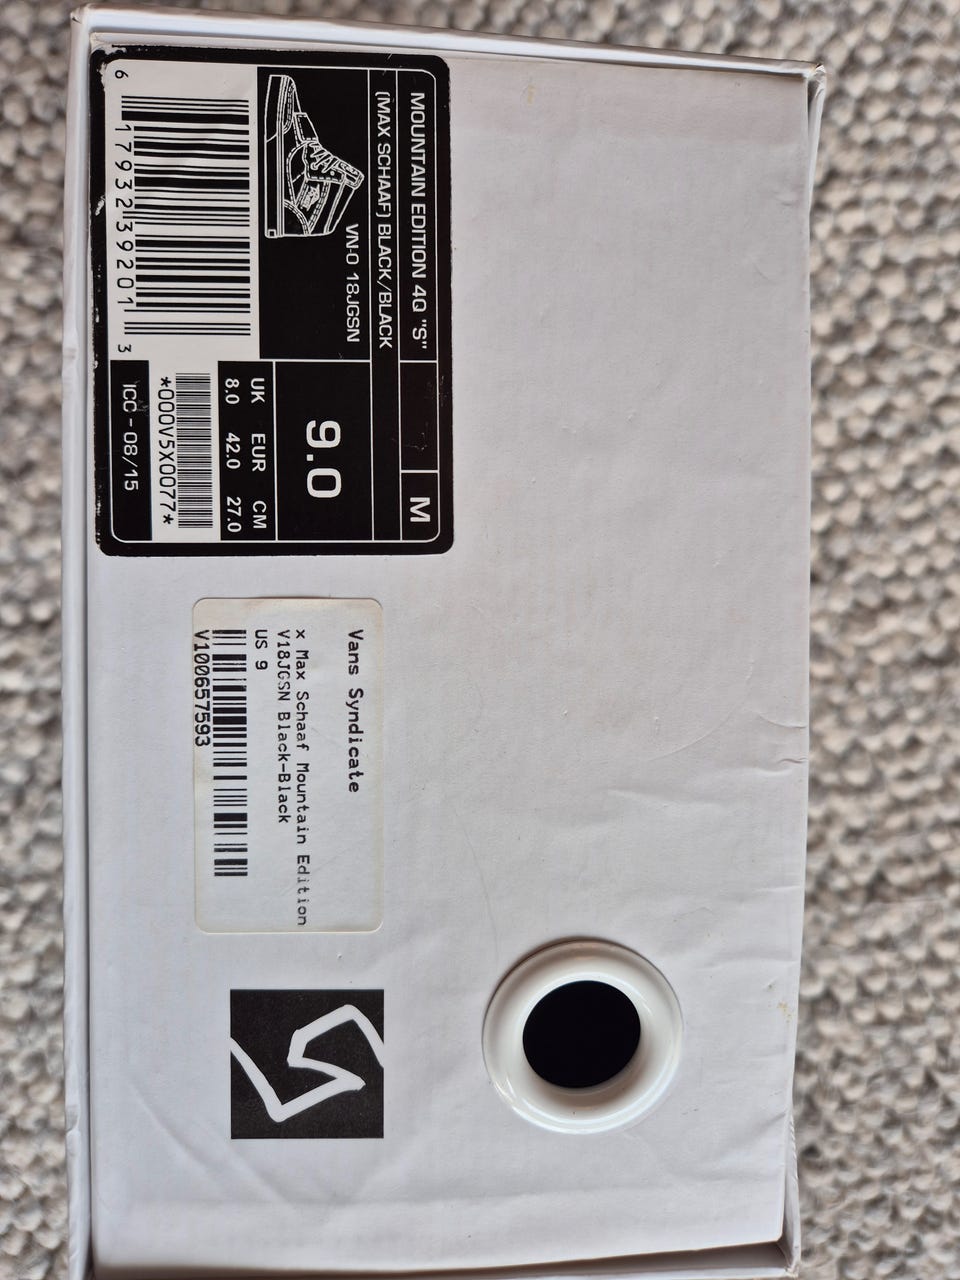 MOUNTAIN EDITION 4Q "S"
M
(MAX SCHAAF) BLACK/BLACK
VN-0 18JGSN
9.0
UK EUR CM
8.0 42.0 27.0
6 17932 39201 3
*000V5X0077*
ICC - 08/15
Vans Syndicate
x Max Schaaf Mountain Edition
V18JGSN Black-Black
US 9
V100657593